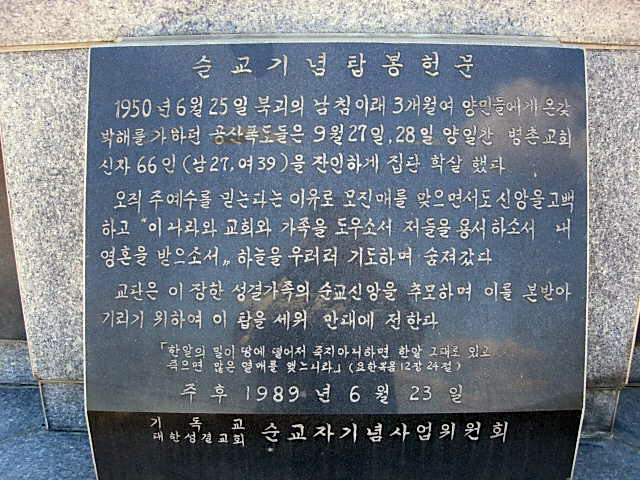 순교기념탑봉헌문
1950년 6월 25일 북괴의 남침이래 3개월여 양민들에게 온갖
박해를 가하던 공산폭도들은 9월 27일, 28일 양일간 병촌교회
신자 66인 (남27, 여39)을 잔인하게 집단 학살 했다
오직 주예수를 믿는다는 이유로 모진매를 맞으면서도 신앙을 고백
하고 "이 나라와 교회와 가족을 도우소서 저들을 용서하소서 내
영혼을 받으소서" 하늘을 우러러 기도하며 숨져갔다
교단은 이 장한 성결가족의 순교신앙을 추모하며 이를 본받아
기리기 위하여 이 탑을 세워 만대에 전한다
「한알의 밀이 땅에 떨어져 죽지아니하면 한알 그대로 있고
죽으면 많은 열매를 맺느니라」 (요한복음 12장 24절)
주후 1989년 6월 23일
기독교
대한성결교회 순교자기념사업위원회